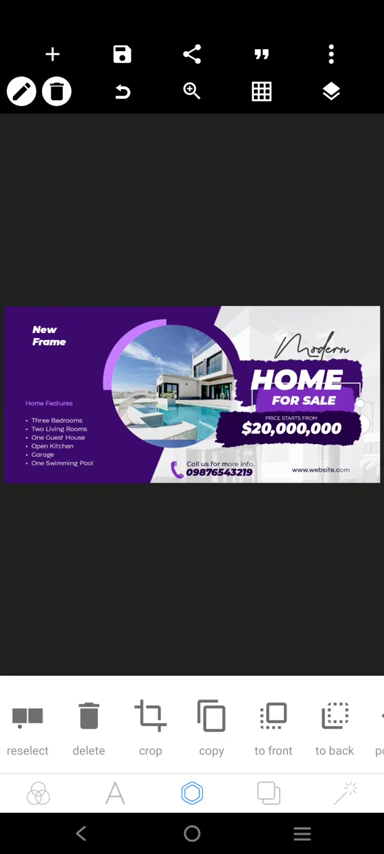 New
Frame
Modern
HOME
FOR SALE
PRICE STARTS FROM
$20,000,000
Home Features
• Three Bedrooms
• Two Living Rooms
• One Guest House
• Open Kitchen
• Garage
• One Swimming Pool
Call us for more info.
09876543219
www.website.com
reselect
delete
crop
copy
to front
to back
po